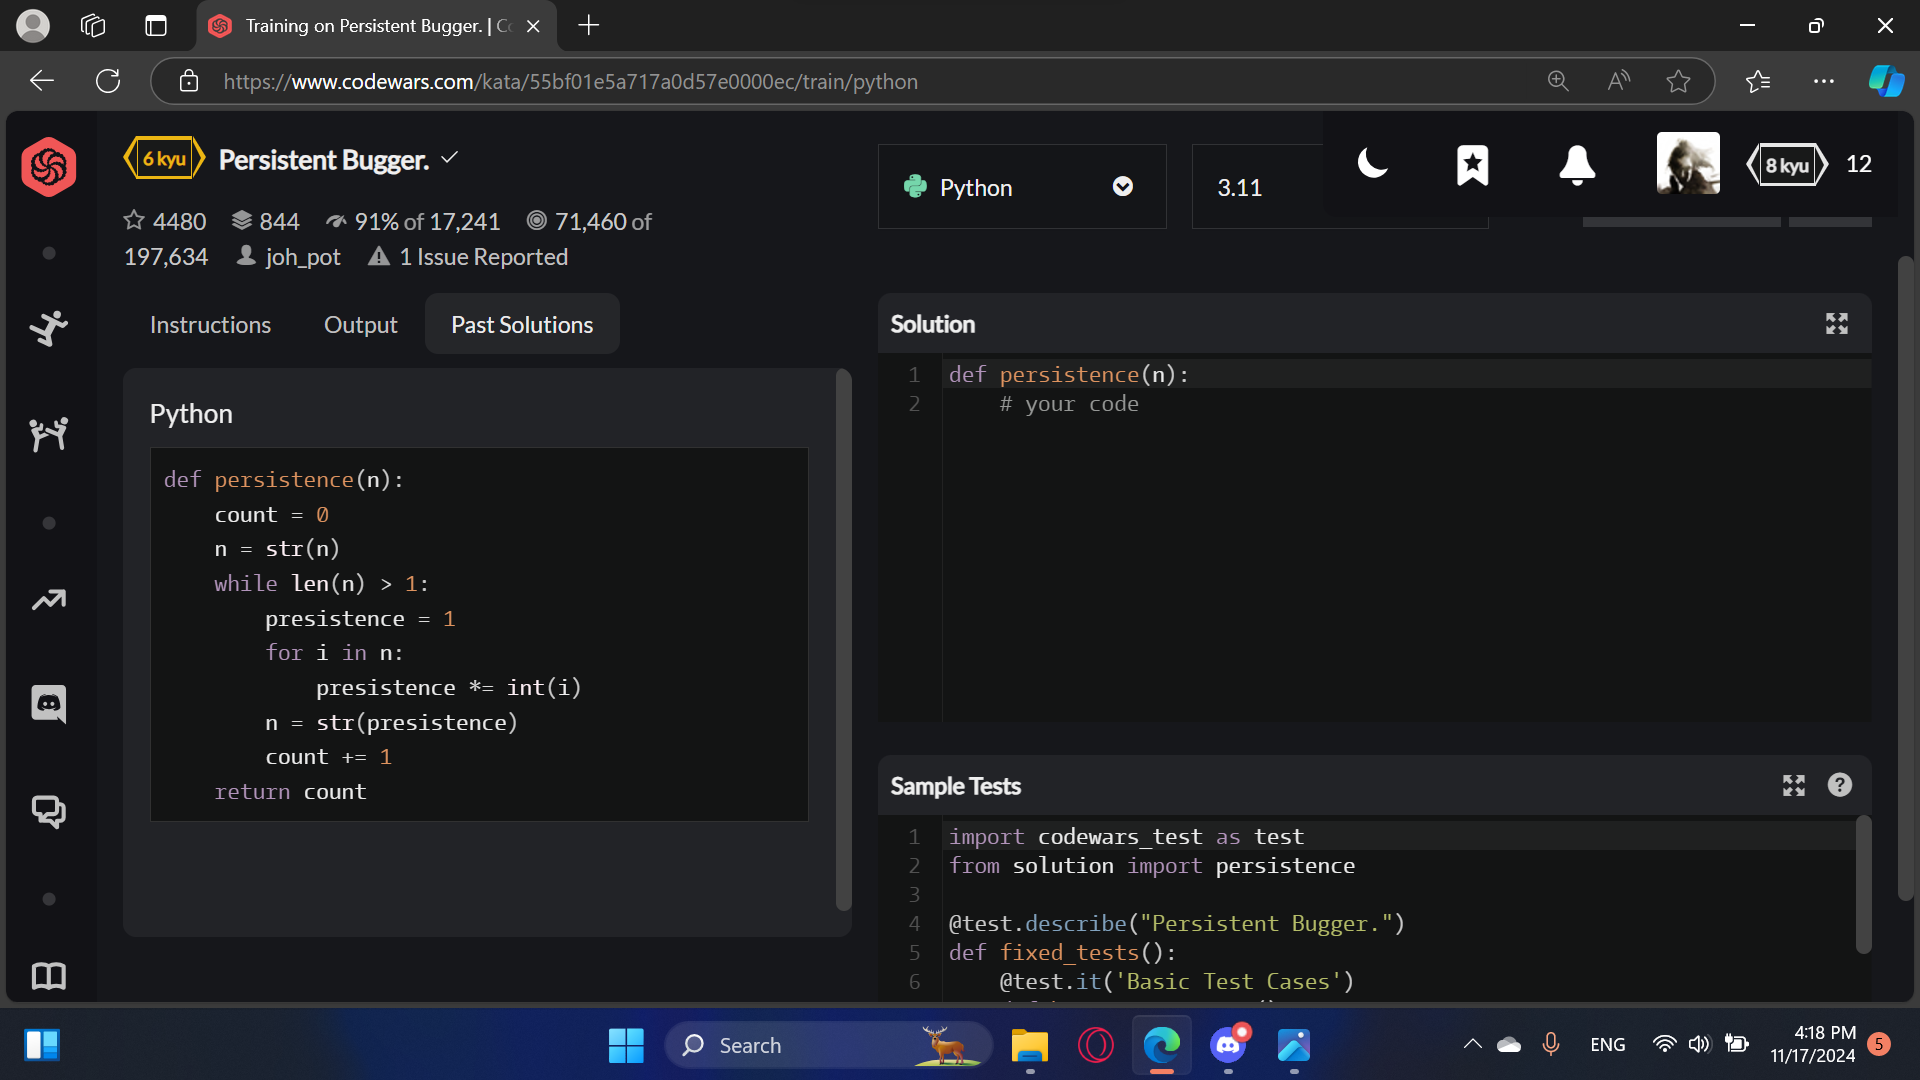 Training on Persistent Bugger. | Co
https://www.codewars.com/kata/55bf01e5a717a0d57e0000ec/train/python
6 kyu
Persistent Bugger.
4480 844 91% of 17,241 71,460 of
197,634 joh_pot 1 Issue Reported
Python
3.11
8 kyu
12
Instructions
Output
Past Solutions
Python
def persistence(n):
    count = 0
    n = str(n)
    while len(n) > 1:
        presistence = 1
        for i in n:
            presistence *= int(i)
        n = str(presistence)
        count += 1
    return count
Solution
1 def persistence(n):
2     # your code
Sample Tests
?
1 import codewars_test as test
2 from solution import persistence
3
4 @test.describe("Persistent Bugger.")
5 def fixed_tests():
6     @test.it('Basic Test Cases')
Search
ENG
4:18 PM
11/17/2024
5